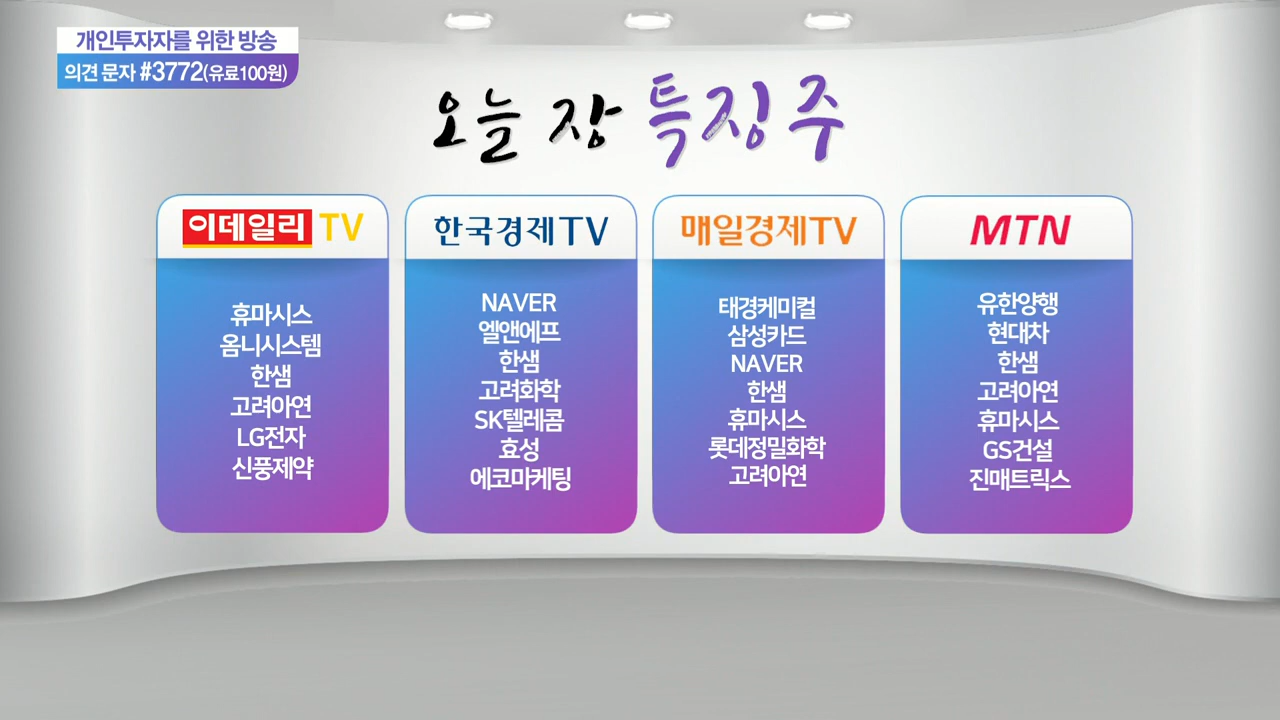 개인투자자를 위한 방송
의견 문자 #3772(유료100원)
오늘 장 특징주
이데일리 TV
휴마시스
옴니시스템
한샘
고려아연
LG전자
신풍제약
한국경제TV
NAVER
엘앤에프
한샘
고려화학
SK텔레콤
효성
에코마케팅
매일경제TV
태경케미컬
삼성카드
NAVER
한샘
휴마시스
롯데정밀화학
고려아연
MTN
유한양행
현대차
한샘
고려아연
휴마시스
GS건설
진매트릭스